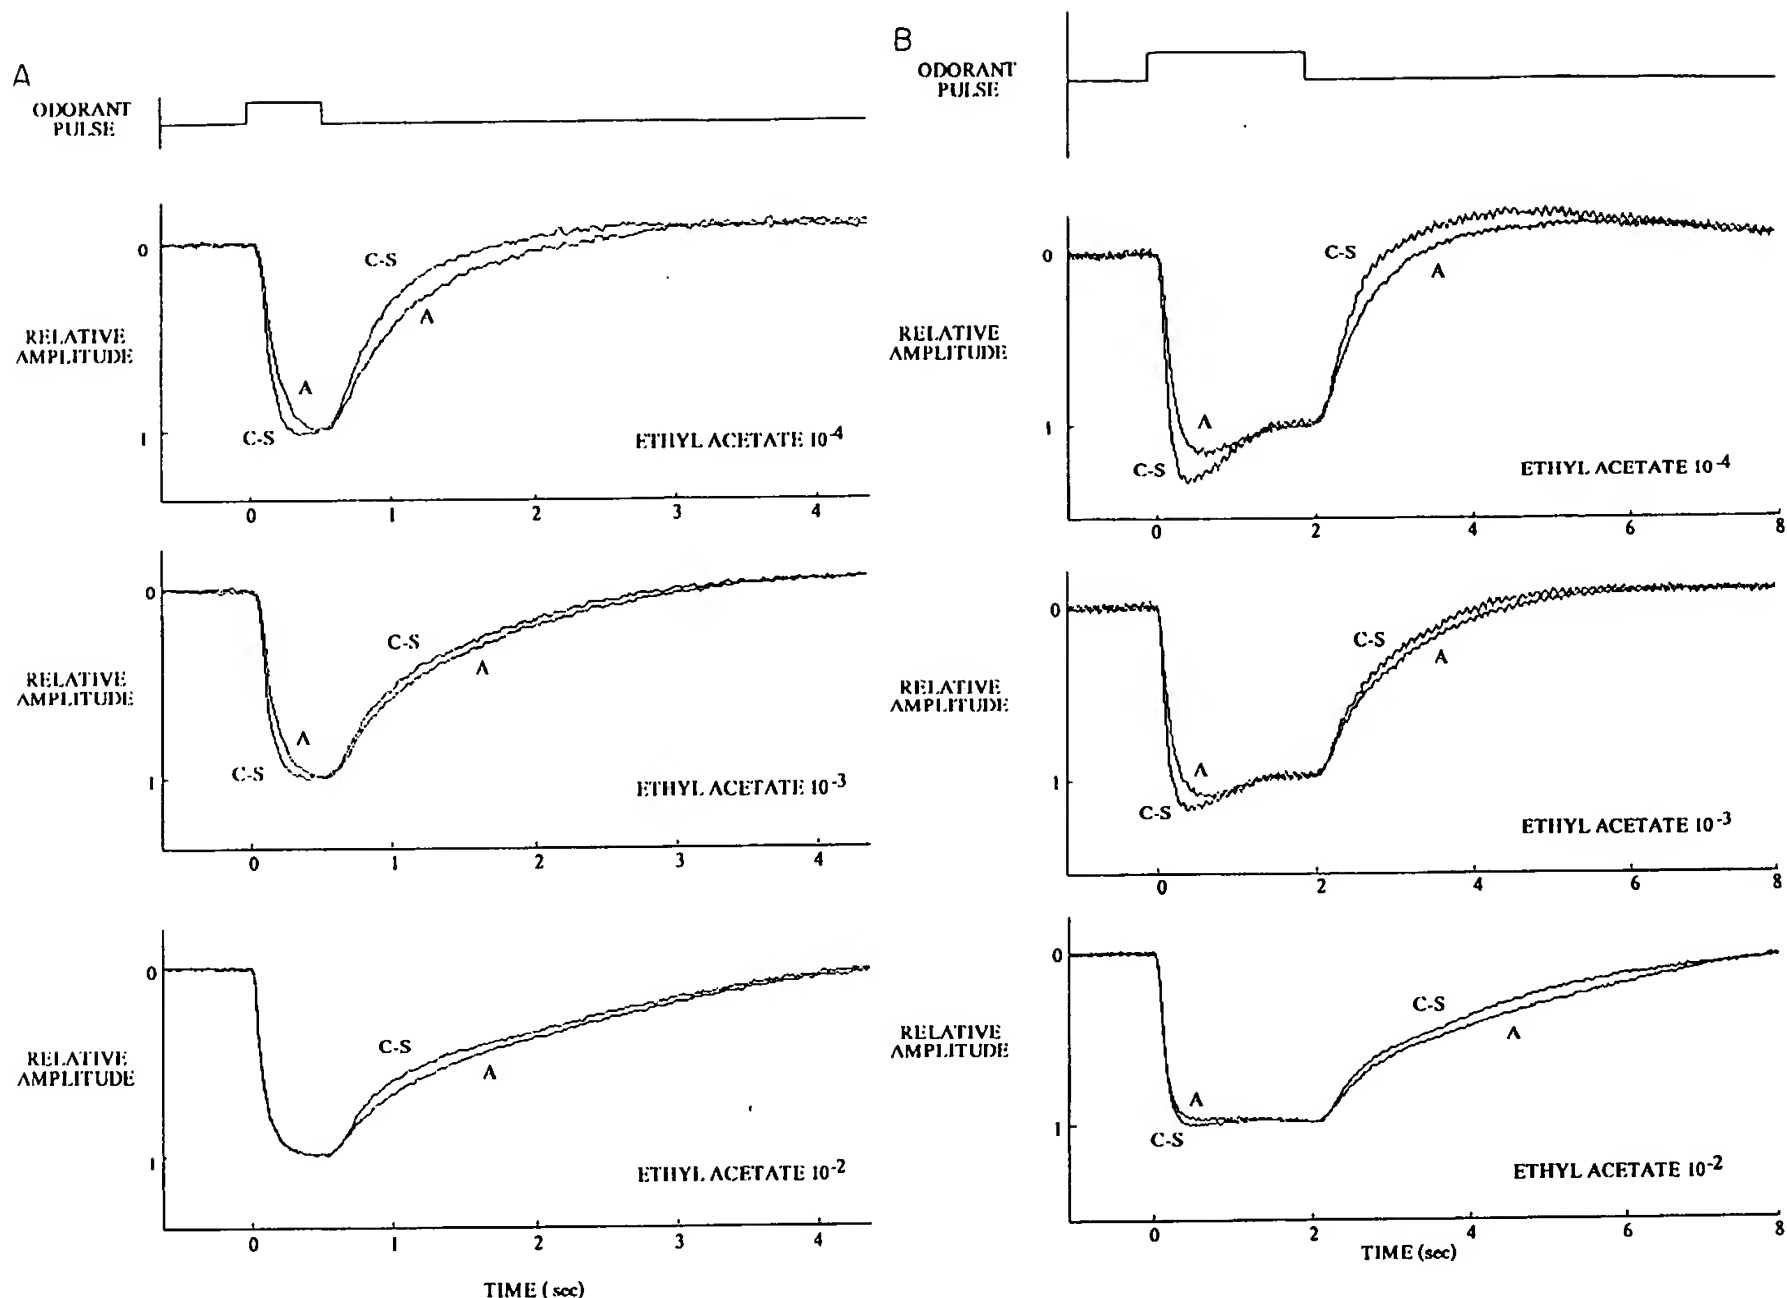 A
ODORANT
PULSE
0
C-S
A
RELATIVE
AMPLITUDE
A
C-S
1
ETHYL ACETATE 10-4
0 1 2 3 4
0
C-S
A
RELATIVE
AMPLITUDE
A
C-S
1
ETHYL ACETATE 10-3
0 1 2 3 4
0
C-S
A
RELATIVE
AMPLITUDE
1
ETHYL ACETATE 10-2
0 1 2 3 4
TIME (sec)
B
ODORANT
PULSE
0
C-S
A
RELATIVE
AMPLITUDE
A
C-S
1
ETHYL ACETATE 10-4
0 2 4 6 8
0
C-S
A
RELATIVE
AMPLITUDE
A
C-S
1
ETHYL ACETATE 10-3
0 2 4 6 8
0
C-S
A
RELATIVE
AMPLITUDE
A
C-S
1
ETHYL ACETATE 10-2
0 2 4 6 8
TIME (sec)